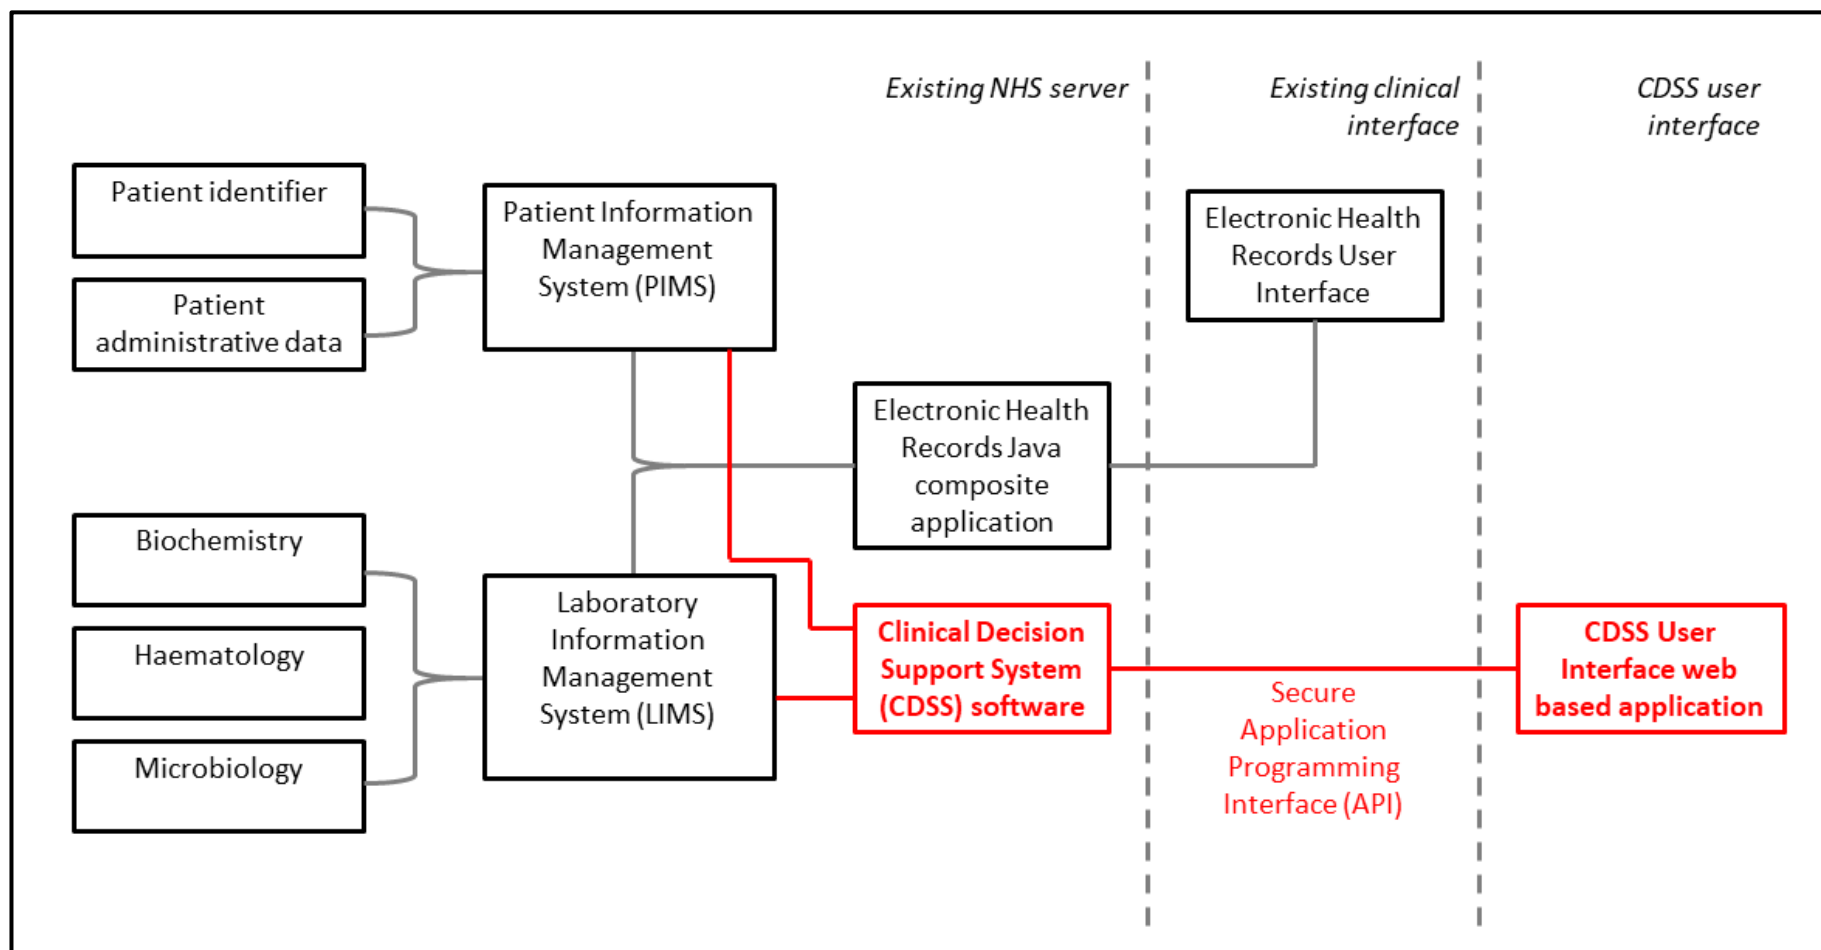 Existing NHS server
Existing clinical
interface
CDSS user
interface
Patient identifier
Patient
administrative data
Patient Information
Management
System (PIMS)
Electronic Health
Records User
Interface
Electronic Health
Records Java
composite
application
Biochemistry
Haematology
Microbiology
Laboratory
Information
Management
System (LIMS)
Clinical Decision
Support System
(CDSS) software
Secure
Application
Programming
Interface (API)
CDSS User
Interface web
based application